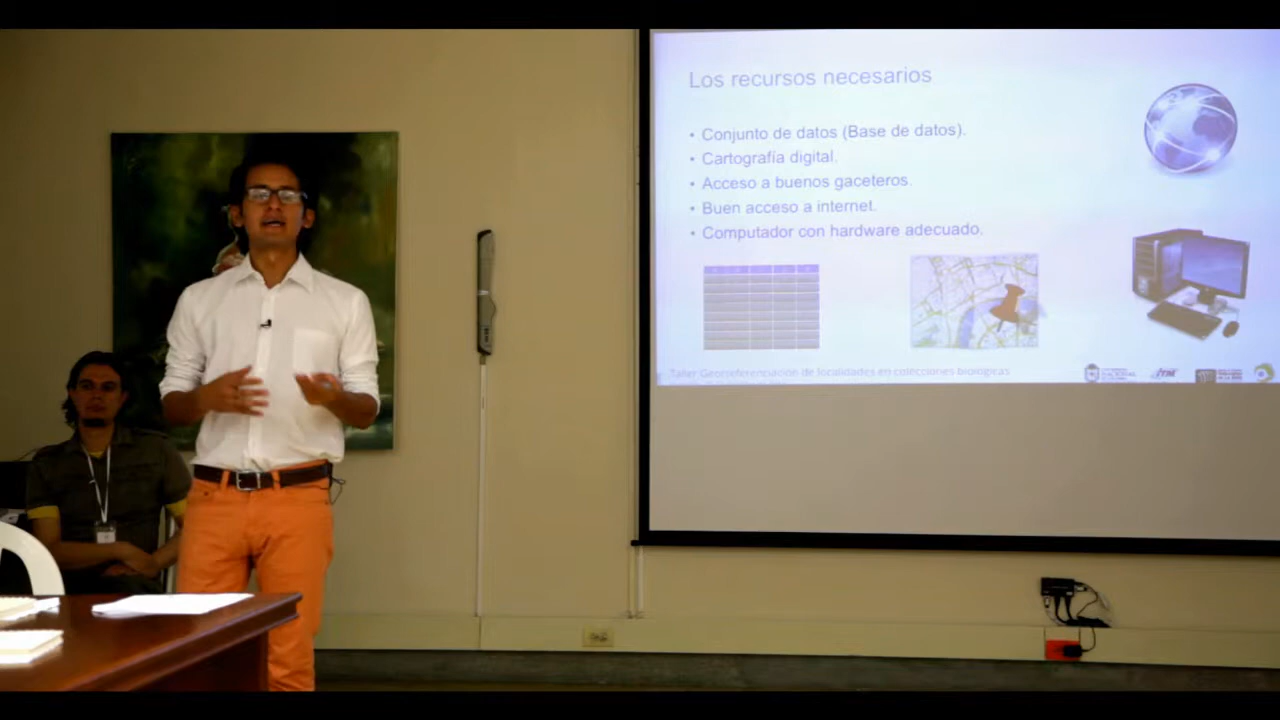 Los recursos necesarios
• Conjunto de datos (Base de datos).
• Cartografía digital.
• Acceso a buenos gaceteros.
• Buen acceso a internet.
• Computador con hardware adecuado.
Taller Georreferenciación de localidades en colecciones biológicas